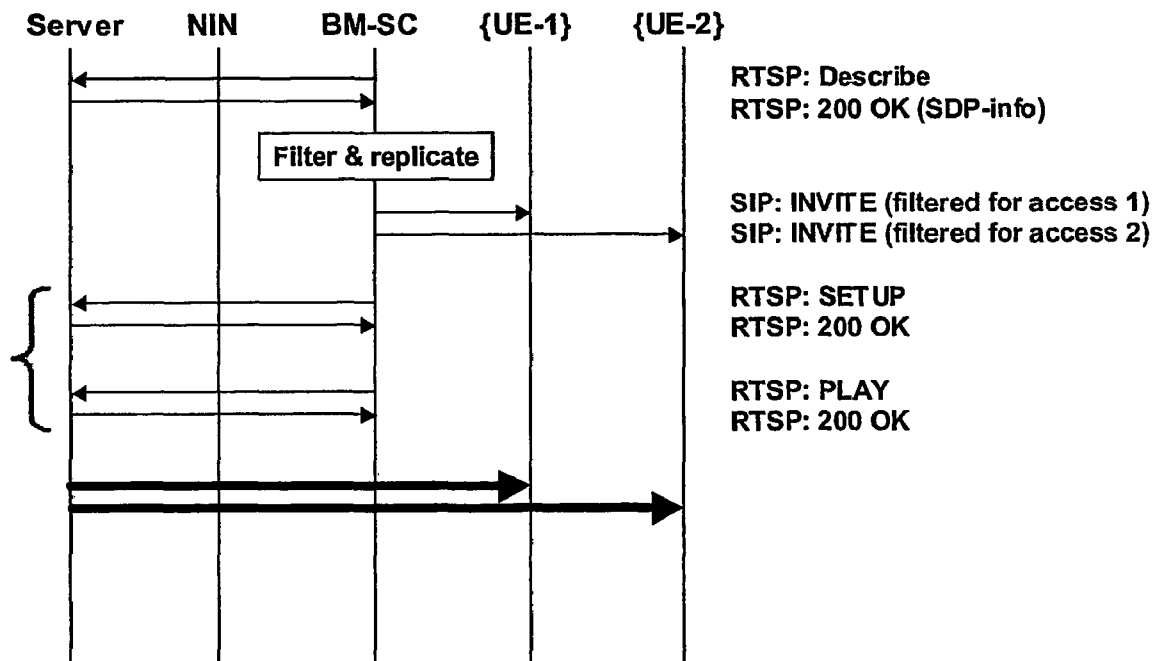 Server NIN BM-SC {UE-1} {UE-2}
RTSP: Describe
RTSP: 200 OK (SDP-info)
Filter & replicate
SIP: INVITE (filtered for access 1)
SIP: INVITE (filtered for access 2)
RTSP: SETUP
RTSP: 200 OK
RTSP: PLAY
RTSP: 200 OK